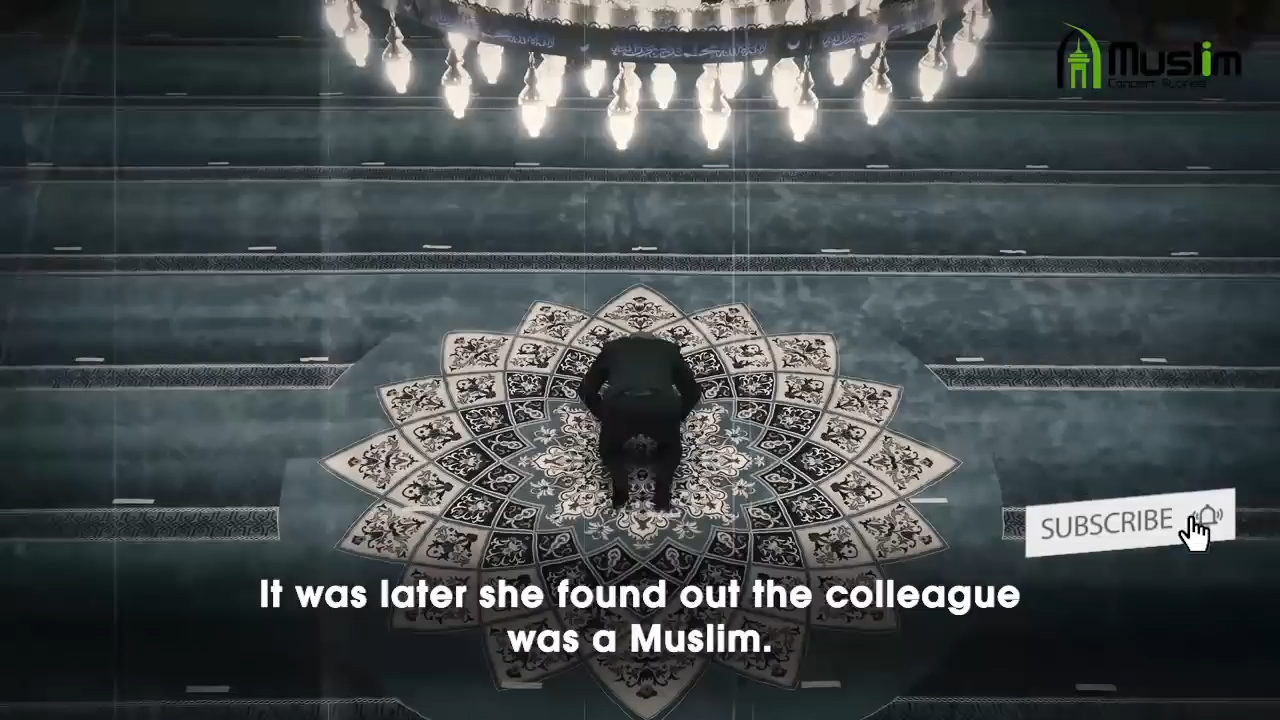 Muslim
SUBSCRIBE
It was later she found out the colleague
was a Muslim.